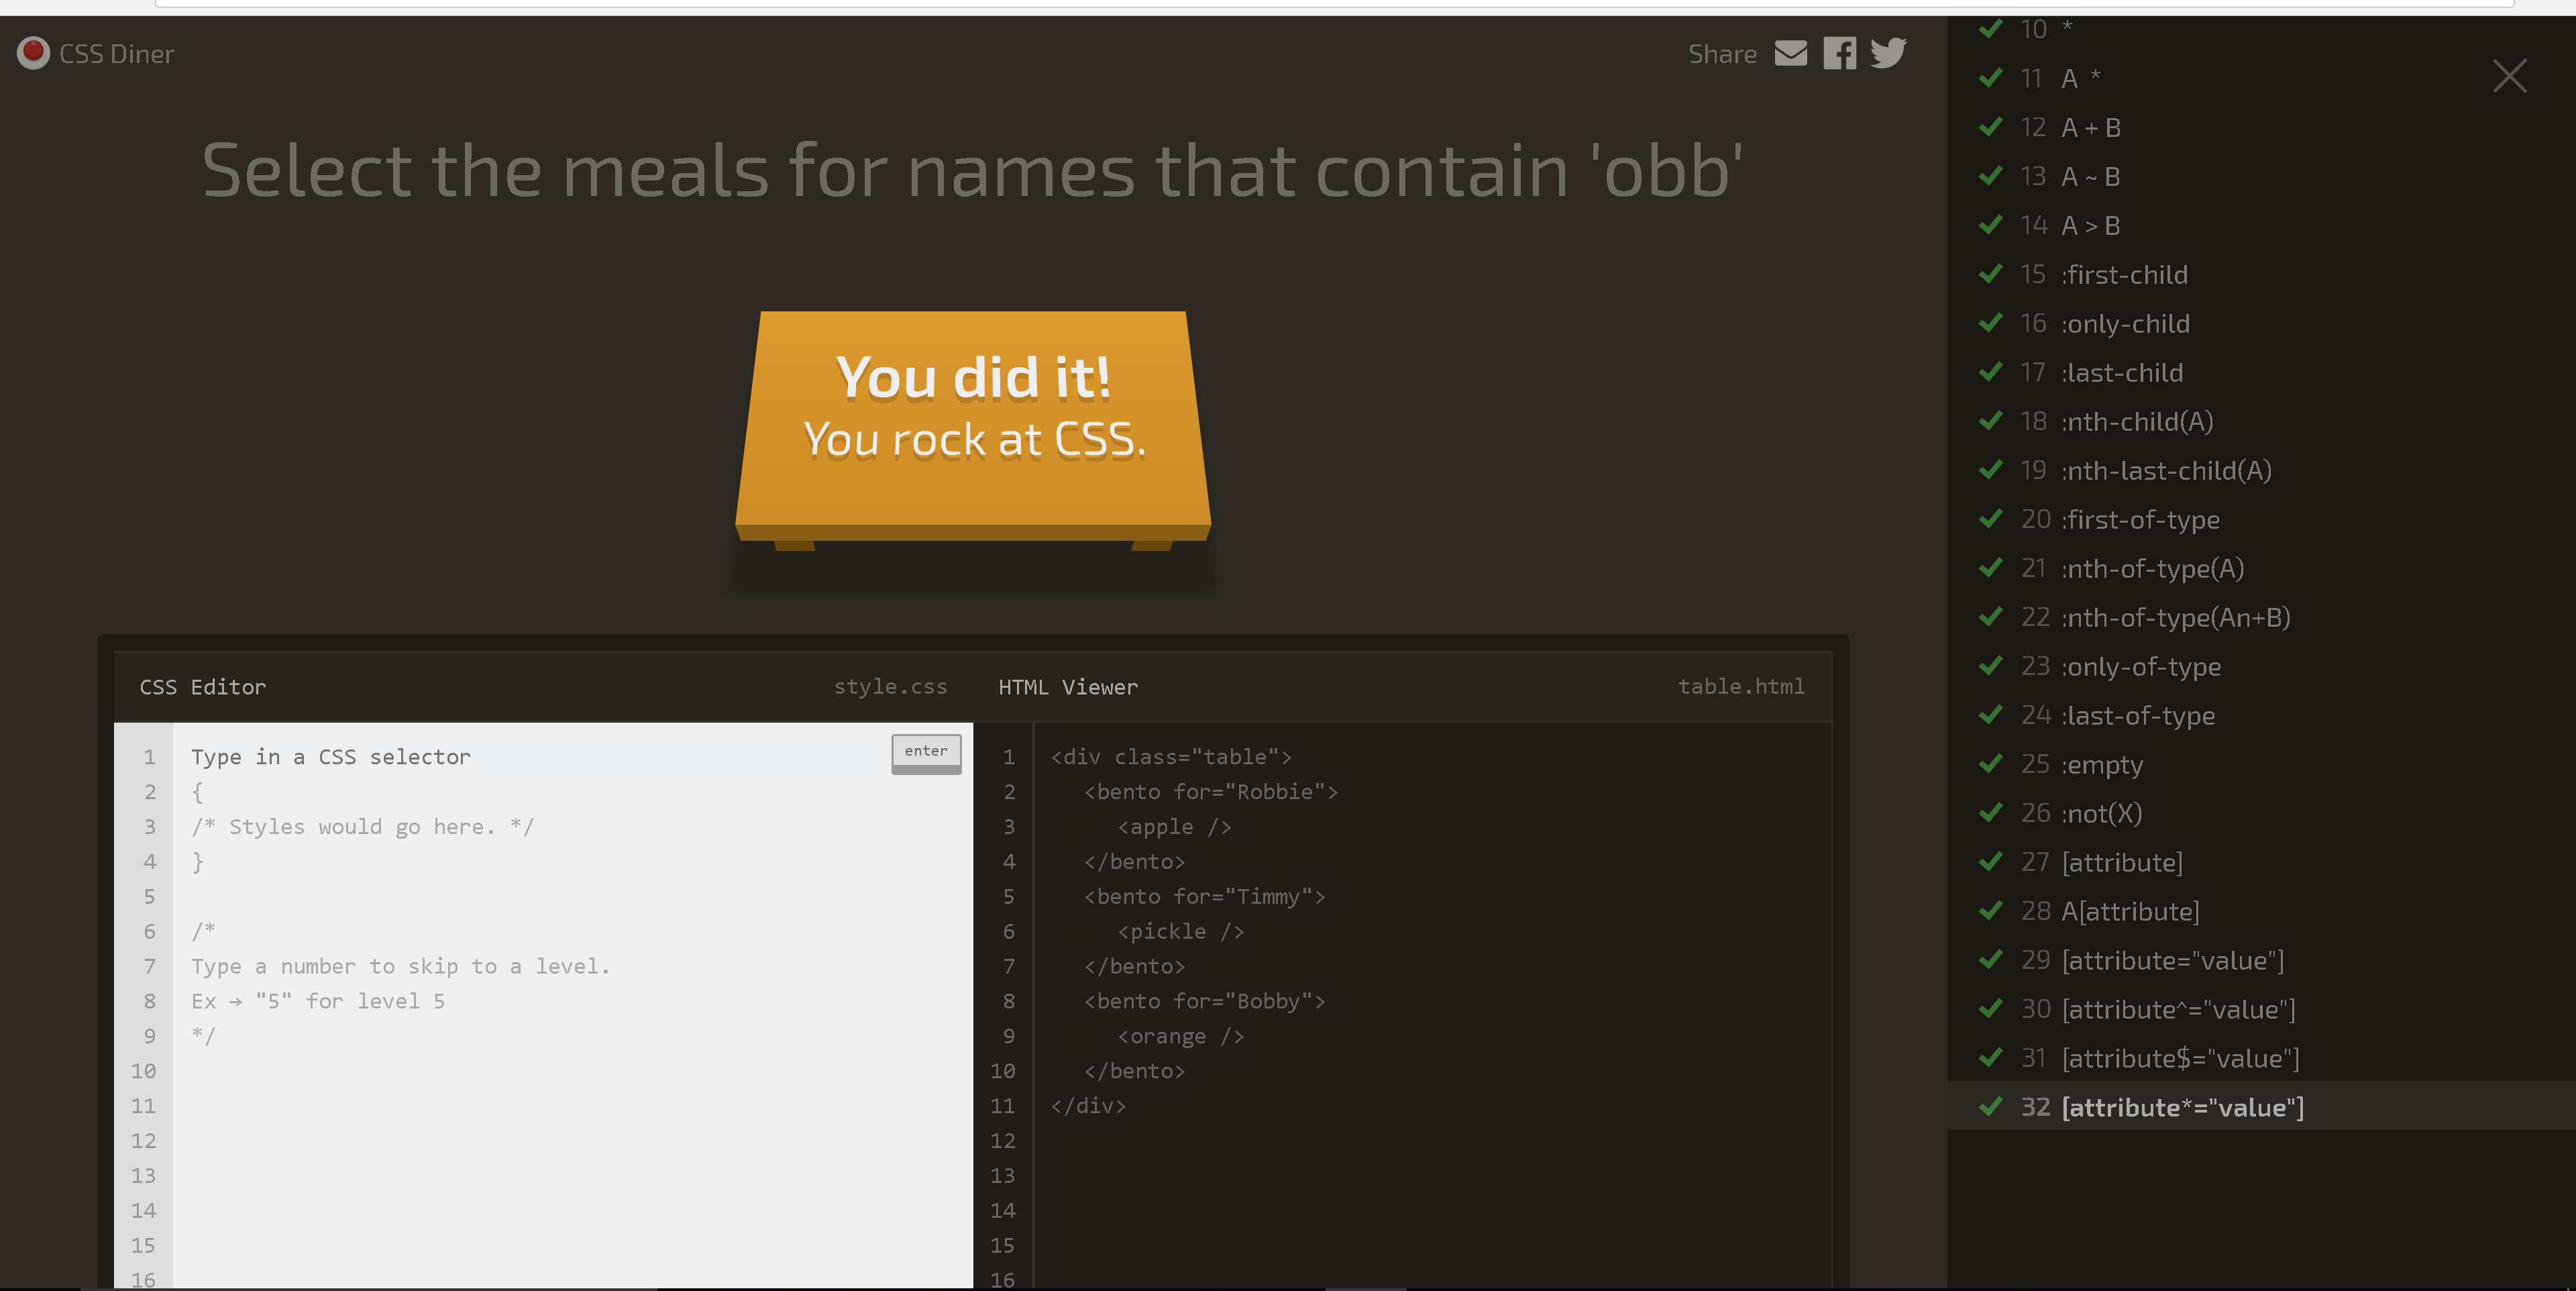 CSS Diner
Share
Select the meals for names that contain 'obb'
You did it!
You rock at CSS.
CSS Editor
style.css
1 Type in a CSS selector
enter
2 {
3 /* Styles would go here. */
4 }
5
6 /*
7 Type a number to skip to a level.
8 Ex → "5" for level 5
9 */
10
11
12
13
14
15
16
HTML Viewer
table.html
1 <div class="table">
2 <bento for="Robbie">
3 <apple />
4 </bento>
5 <bento for="Timmy">
6 <pickle />
7 </bento>
8 <bento for="Bobby">
9 <orange />
10 </bento>
11 </div>
12
13
14
15
16
10 *
11 A *
12 A + B
13 A ~ B
14 A > B
15 :first-child
16 :only-child
17 :last-child
18 :nth-child(A)
19 :nth-last-child(A)
20 :first-of-type
21 :nth-of-type(A)
22 :nth-of-type(An+B)
23 :only-of-type
24 :last-of-type
25 :empty
26 :not(X)
27 [attribute]
28 A[attribute]
29 [attribute="value"]
30 [attribute^="value"]
31 [attribute$="value"]
32 [attribute*="value"]